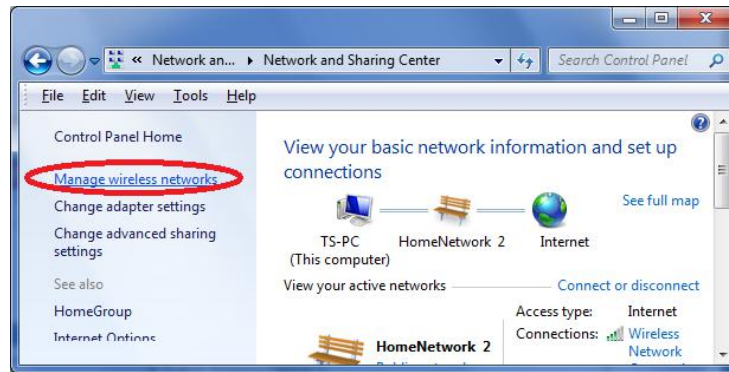 « Network an... ▸ Network and Sharing Center
Search Control Panel
File Edit View Tools Help
Control Panel Home
Manage wireless networks
Change adapter settings
Change advanced sharing
settings
See also
HomeGroup
Internet Options
View your basic network information and set up
connections
See full map
TS-PC
(This computer)
HomeNetwork 2
Internet
View your active networks
Connect or disconnect
HomeNetwork 2
Access type: Internet
Connections: Wireless
Network